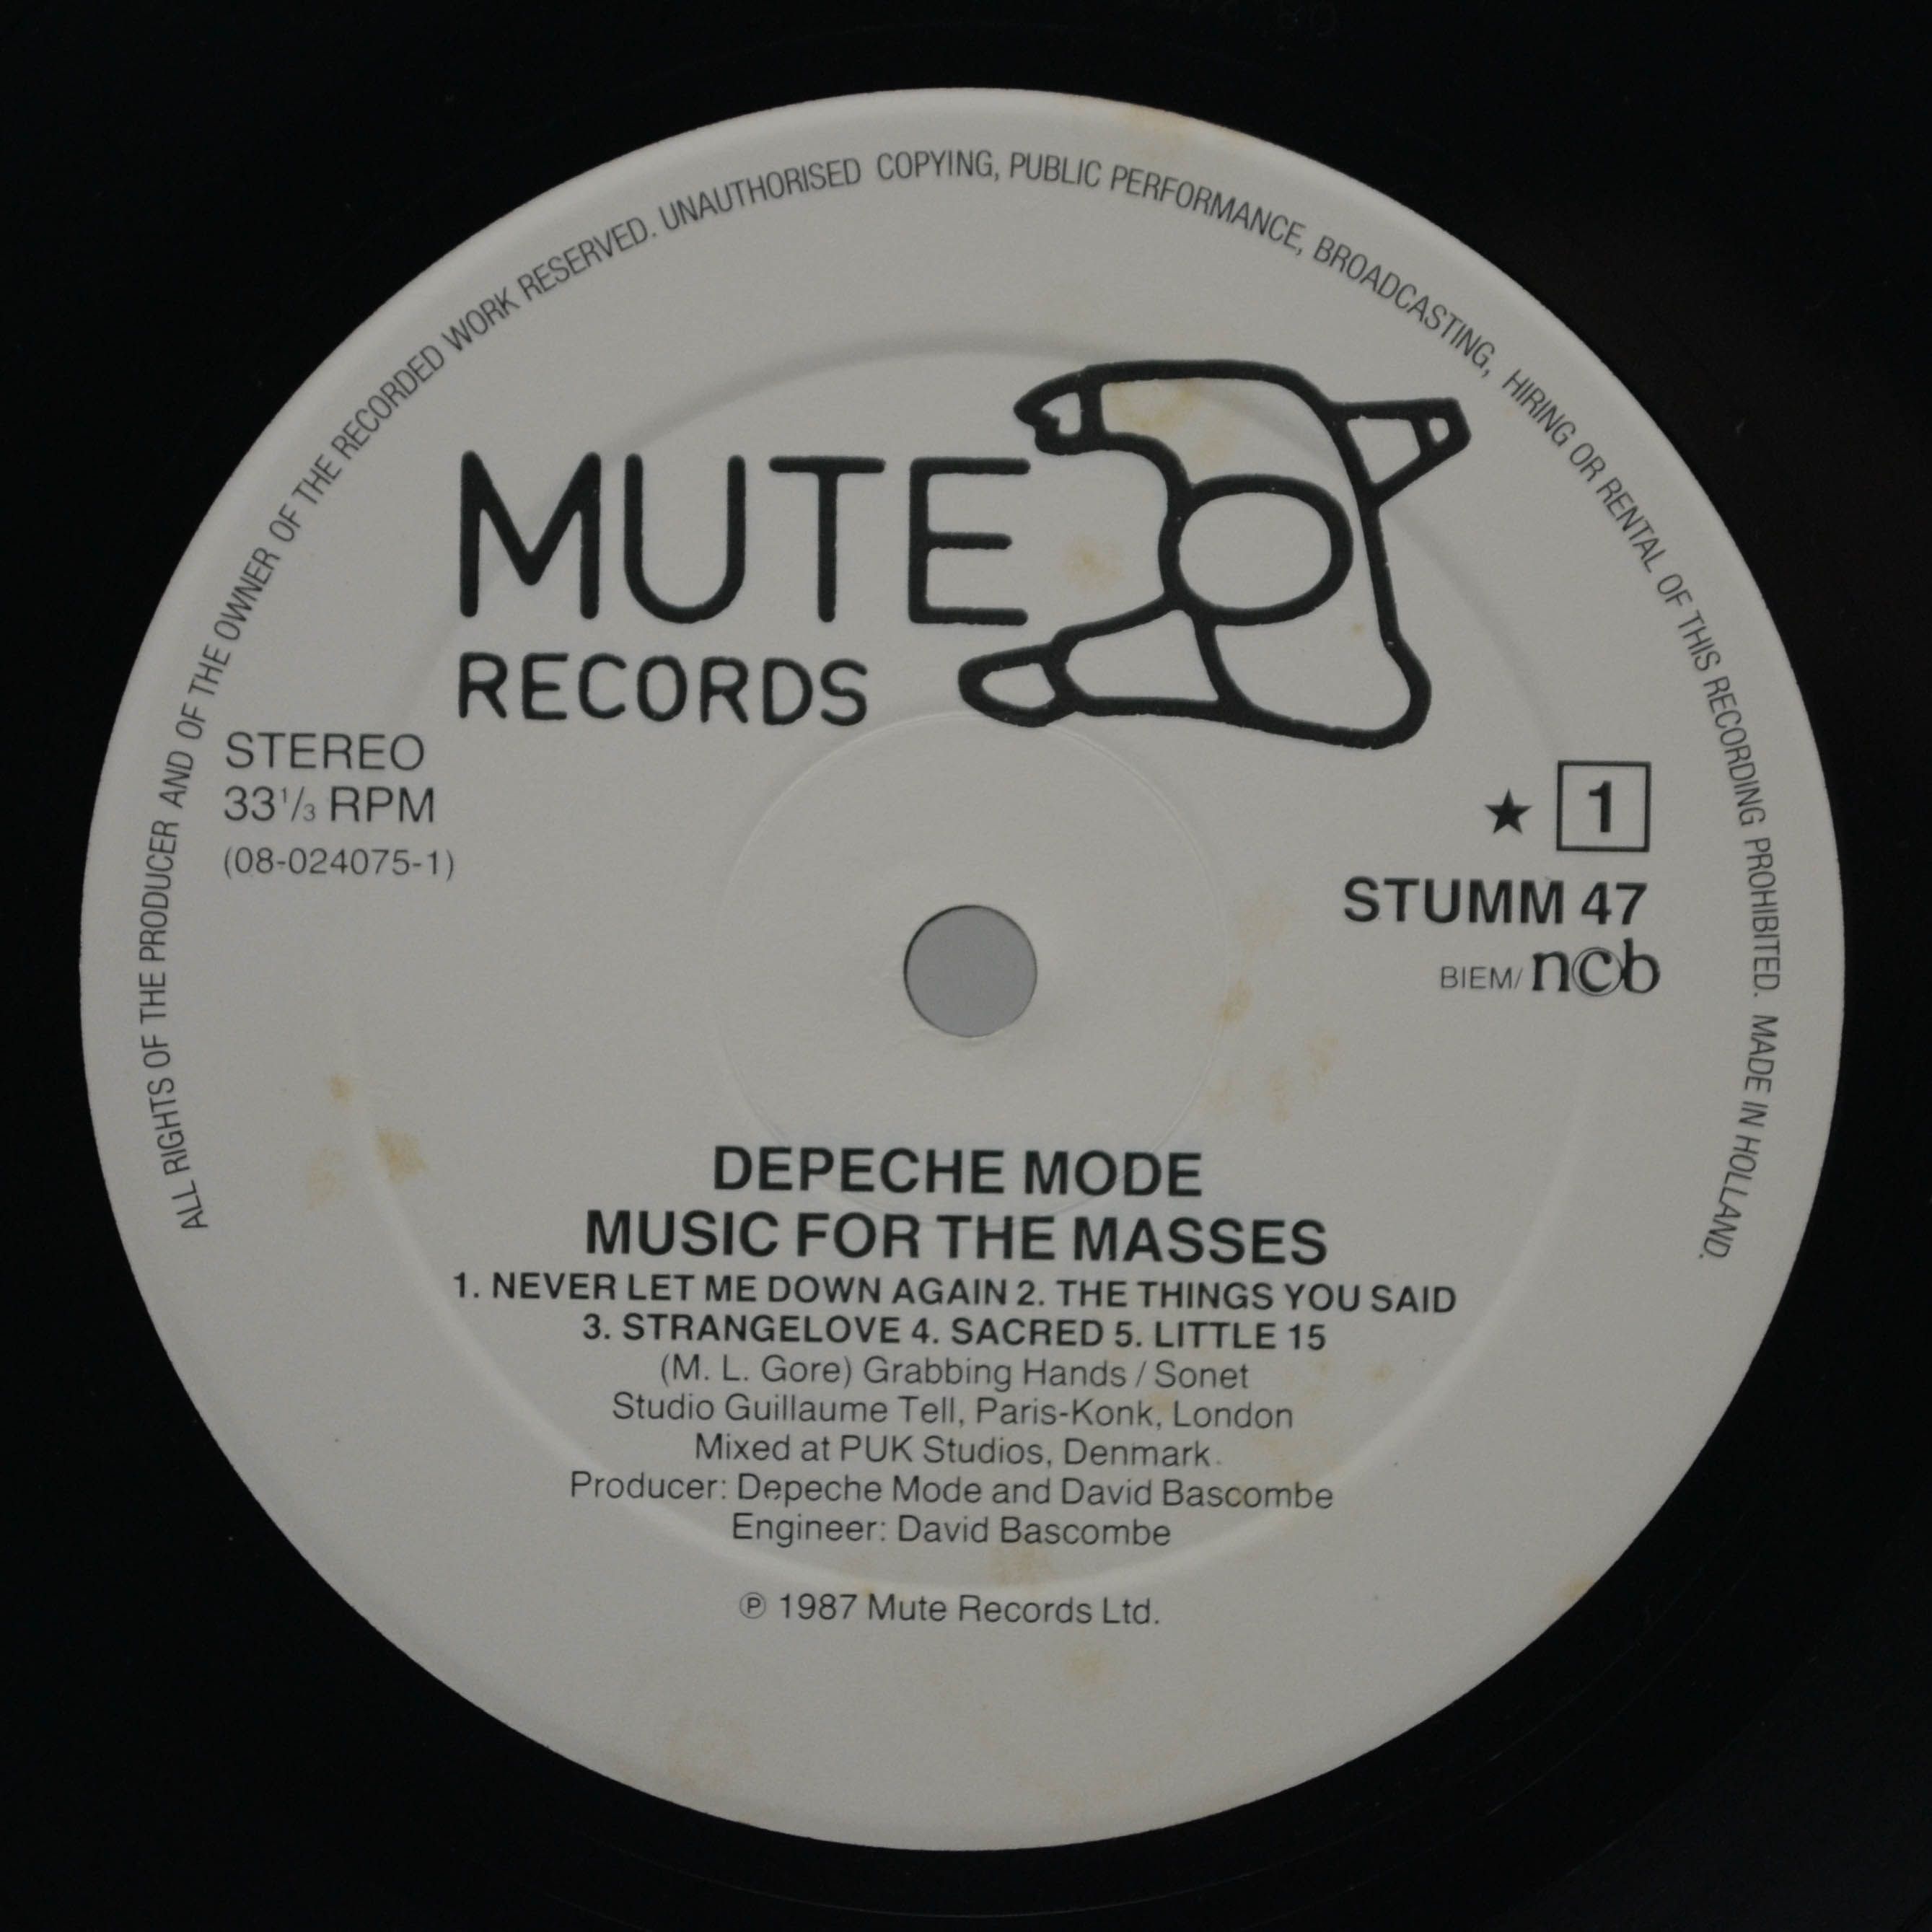 ALL RIGHTS OF THE PRODUCER AND OF THE OWNER OF THE RECORDED WORK RESERVED. UNAUTHORISED COPYING, PUBLIC PERFORMANCE, BROADCASTING, HIRING OR RENTAL OF THIS RECORDING PROHIBITED. MADE IN HOLLAND.
MUTE
RECORDS
STEREO
33 1/3 RPM
(08-024075-1)
★ 1
STUMM 47
BIEM/ ncb
DEPECHE MODE
MUSIC FOR THE MASSES
1. NEVER LET ME DOWN AGAIN 2. THE THINGS YOU SAID
3. STRANGELOVE 4. SACRED 5. LITTLE 15
(M. L. Gore) Grabbing Hands / Sonet
Studio Guillaume Tell, Paris-Konk, London
Mixed at PUK Studios, Denmark.
Producer: Depeche Mode and David Bascombe
Engineer: David Bascombe
℗ 1987 Mute Records Ltd.